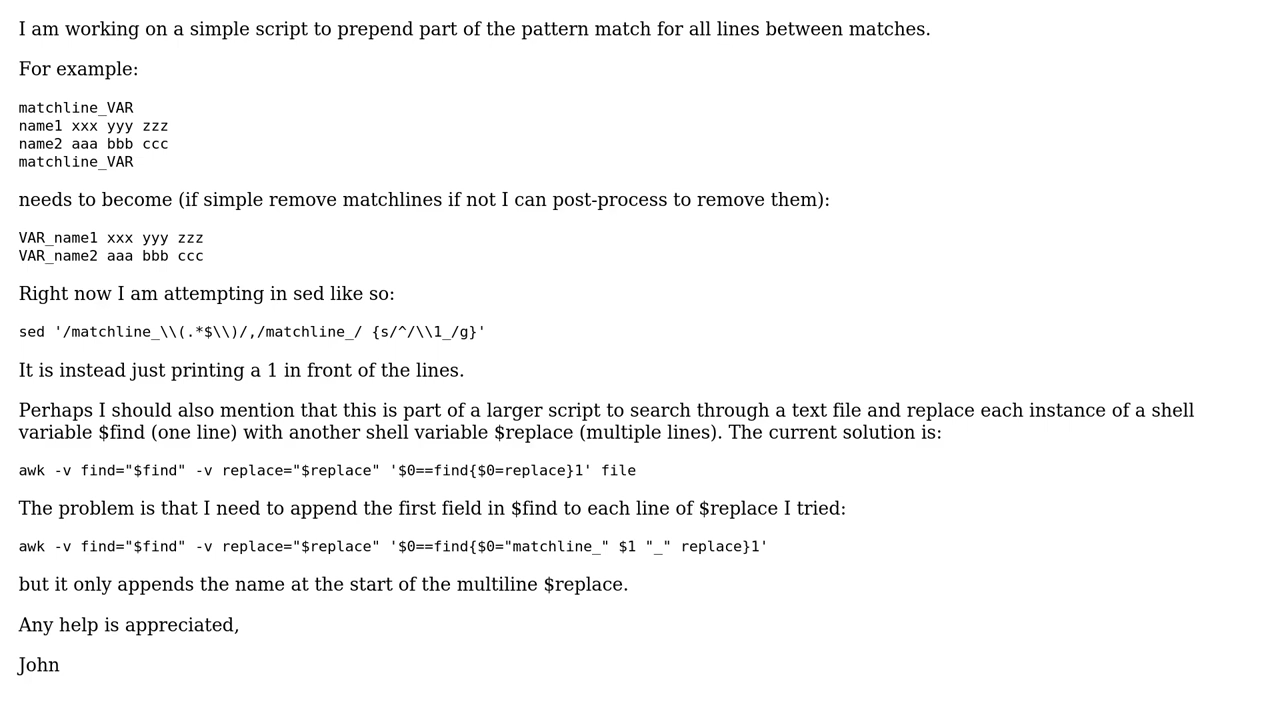 I am working on a simple script to prepend part of the pattern match for all lines between matches.
For example:
matchline_VAR
name1 xxx yyy zzz
name2 aaa bbb ccc
matchline_VAR
needs to become (if simple remove matchlines if not I can post-process to remove them):
VAR_name1 xxx yyy zzz
VAR_name2 aaa bbb ccc
Right now I am attempting in sed like so:
sed '/matchline_\\(.*$\\)/,/matchline_/ {s/^/\\1_/g}'
It is instead just printing a 1 in front of the lines.
Perhaps I should also mention that this is part of a larger script to search through a text file and replace each instance of a shell
variable $find (one line) with another shell variable $replace (multiple lines). The current solution is:
awk -v find="$find" -v replace="$replace" '$0==find{$0=replace}1' file
The problem is that I need to append the first field in $find to each line of $replace I tried:
awk -v find="$find" -v replace="$replace" '$0==find{$0="matchline_" $1 "_" replace}1'
but it only appends the name at the start of the multiline $replace.
Any help is appreciated,
John